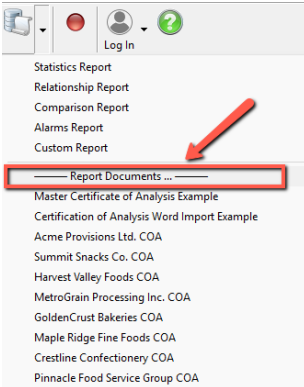 Log In
Statistics Report
Relationship Report
Comparison Report
Alarms Report
Custom Report
——— Report Documents ... ———
Master Certificate of Analysis Example
Certification of Analysis Word Import Example
Acme Provisions Ltd. COA
Summit Snacks Co. COA
Harvest Valley Foods COA
MetroGrain Processing Inc. COA
GoldenCrust Bakeries COA
Maple Ridge Fine Foods COA
Crestline Confectionery COA
Pinnacle Food Service Group COA